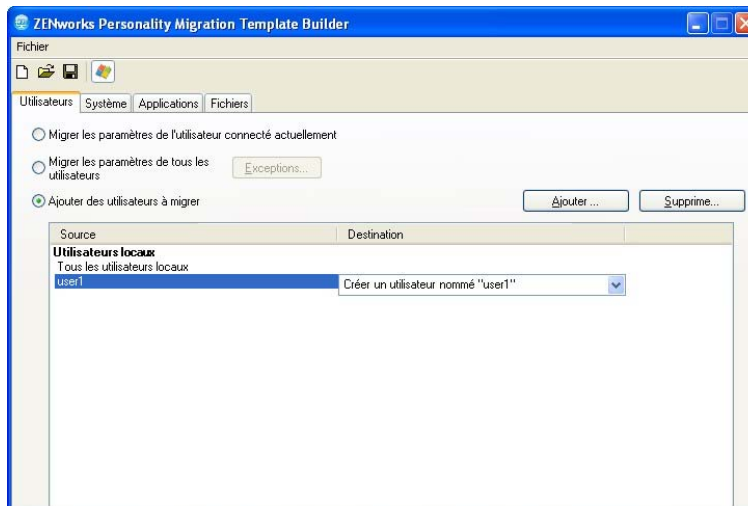 ZENworks Personality Migration Template Builder
Fichier
Utilisateurs Système Applications Fichiers
Migrer les paramètres de l'utilisateur connecté actuellement
Migrer les paramètres de tous les
utilisateurs
Exceptions...
Ajouter des utilisateurs à migrer
Ajouter ...
Supprime...
Source Destination
Utilisateurs locaux
Tous les utilisateurs locaux
user1 Créer un utilisateur nommé "user1"